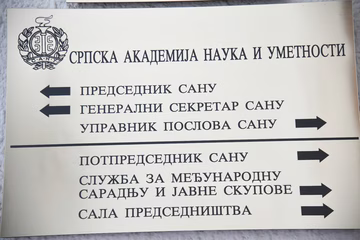 СРПСКА АКАДЕМИЈА НАУКА И УМЕТНОСТИ
ПРЕДСЕДНИК САНУ
ГЕНЕРАЛНИ СЕКРЕТАР САНУ
УПРАВНИК ПОСЛОВА САНУ
ПОТПРЕДСЕДНИК САНУ
СЛУЖБА ЗА МЕЂУНАРОДНУ
САРАДЊУ И ЈАВНЕ СКУПОВЕ
САЛА ПРЕДСЕДНИШТВА